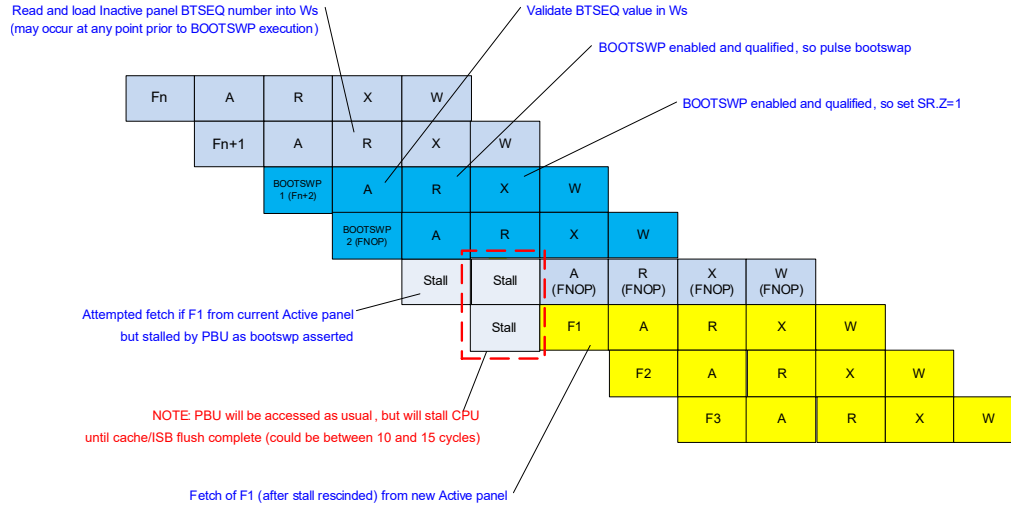 Read and load Inactive panel BTSEQ number into Ws
(may occur at any point prior to BOOTSWP execution)
Validate BTSEQ value in Ws
BOOTSWP enabled and qualified, so pulse bootswap
BOOTSWP enabled and qualified, so set SR.Z=1
Fn A R X W
Fn+1 A R X W
BOOTSWP
1 (Fn+2)
A R X W
BOOTSWP
2 (FNOP)
A R X W
Stall Stall
A
(FNOP)
R
(FNOP)
X
(FNOP)
W
(FNOP)
Attempted fetch if F1 from current Active panel
but stalled by PBU as bootswp asserted
Stall F1 A R X W
F2 A R X W
F3 A R X W
NOTE: PBU will be accessed as usual, but will stall CPU
until cache/ISB flush complete (could be between 10 and 15 cycles)
Fetch of F1 (after stall rescinded) from new Active panel